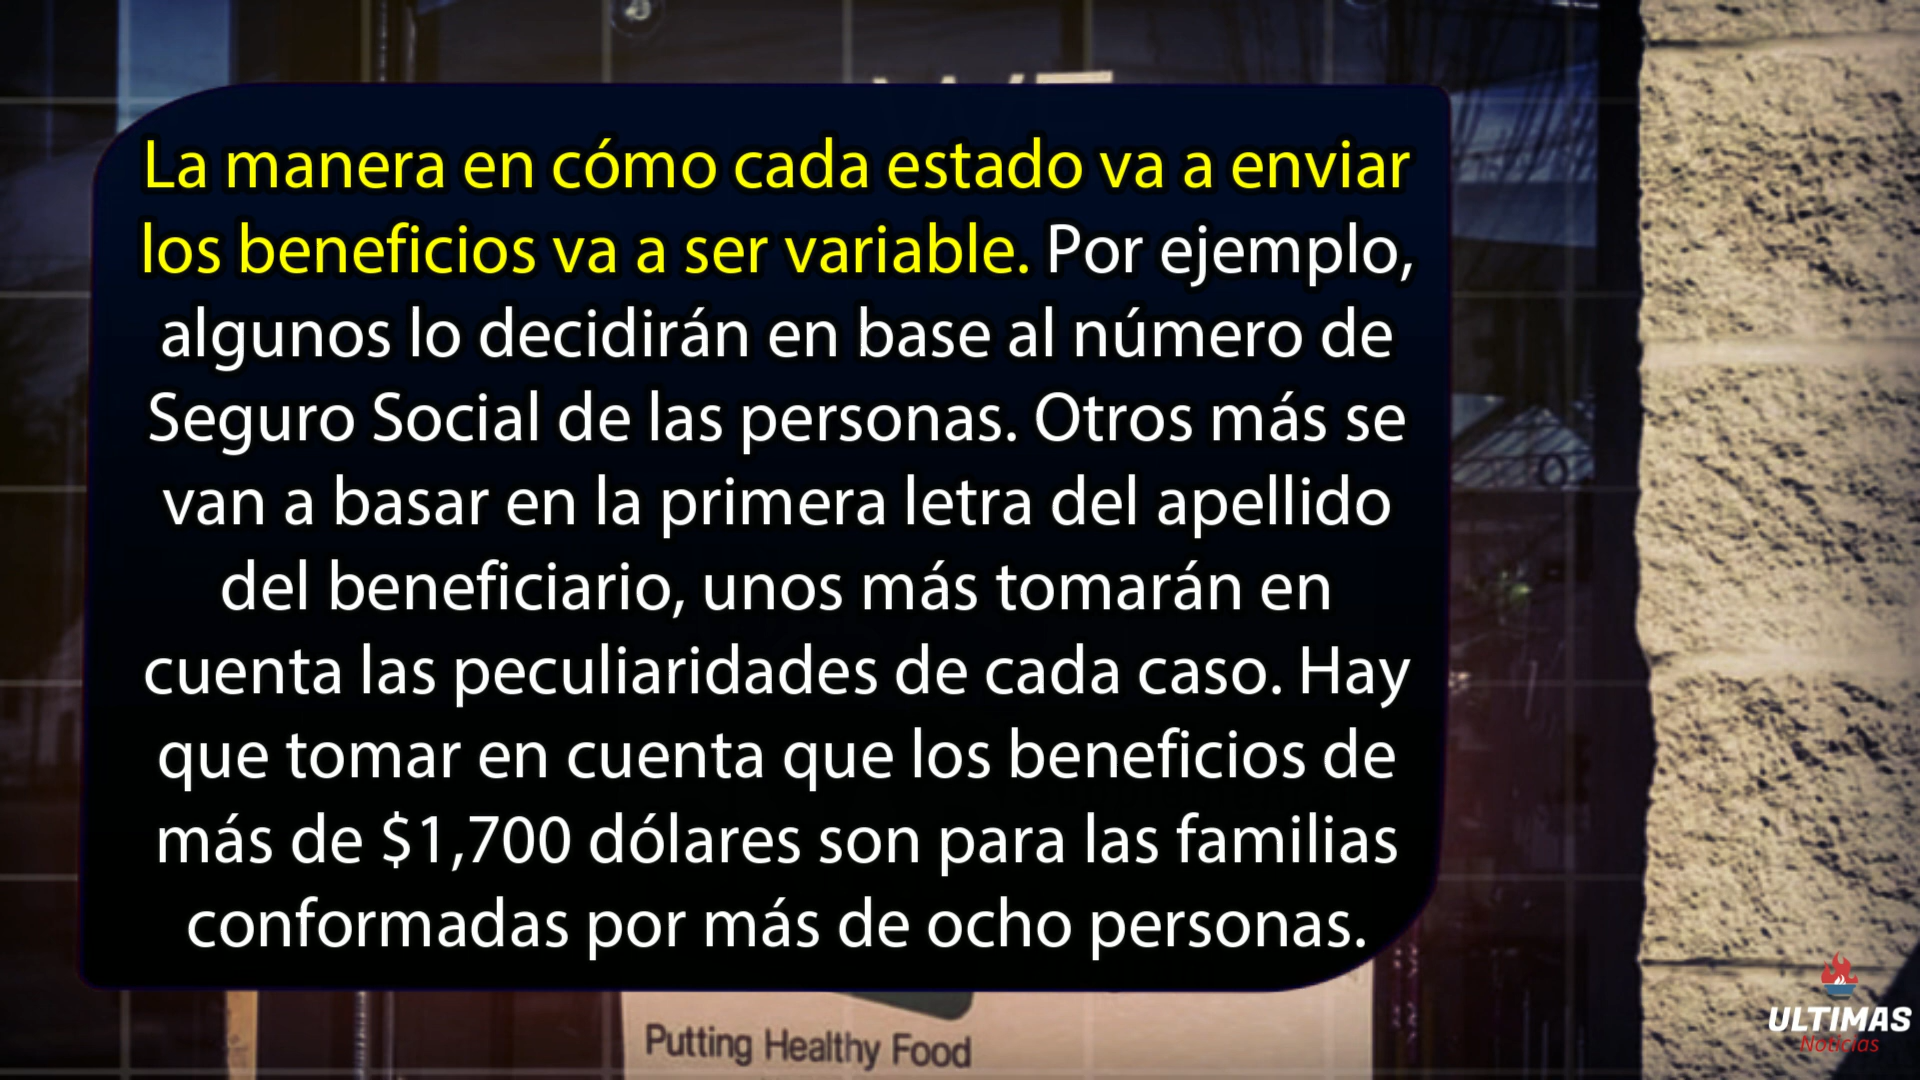 La manera en cómo cada estado va a enviar
los beneficios va a ser variable. Por ejemplo,
algunos lo decidirán en base al número de
Seguro Social de las personas. Otros más se
van a basar en la primera letra del apellido
del beneficiario, unos más tomarán en
cuenta las peculiaridades de cada caso. Hay
que tomar en cuenta que los beneficios de
más de $1,700 dólares son para las familias
conformadas por más de ocho personas.
Putting Healthy Food
ULTIMAS
Noticias